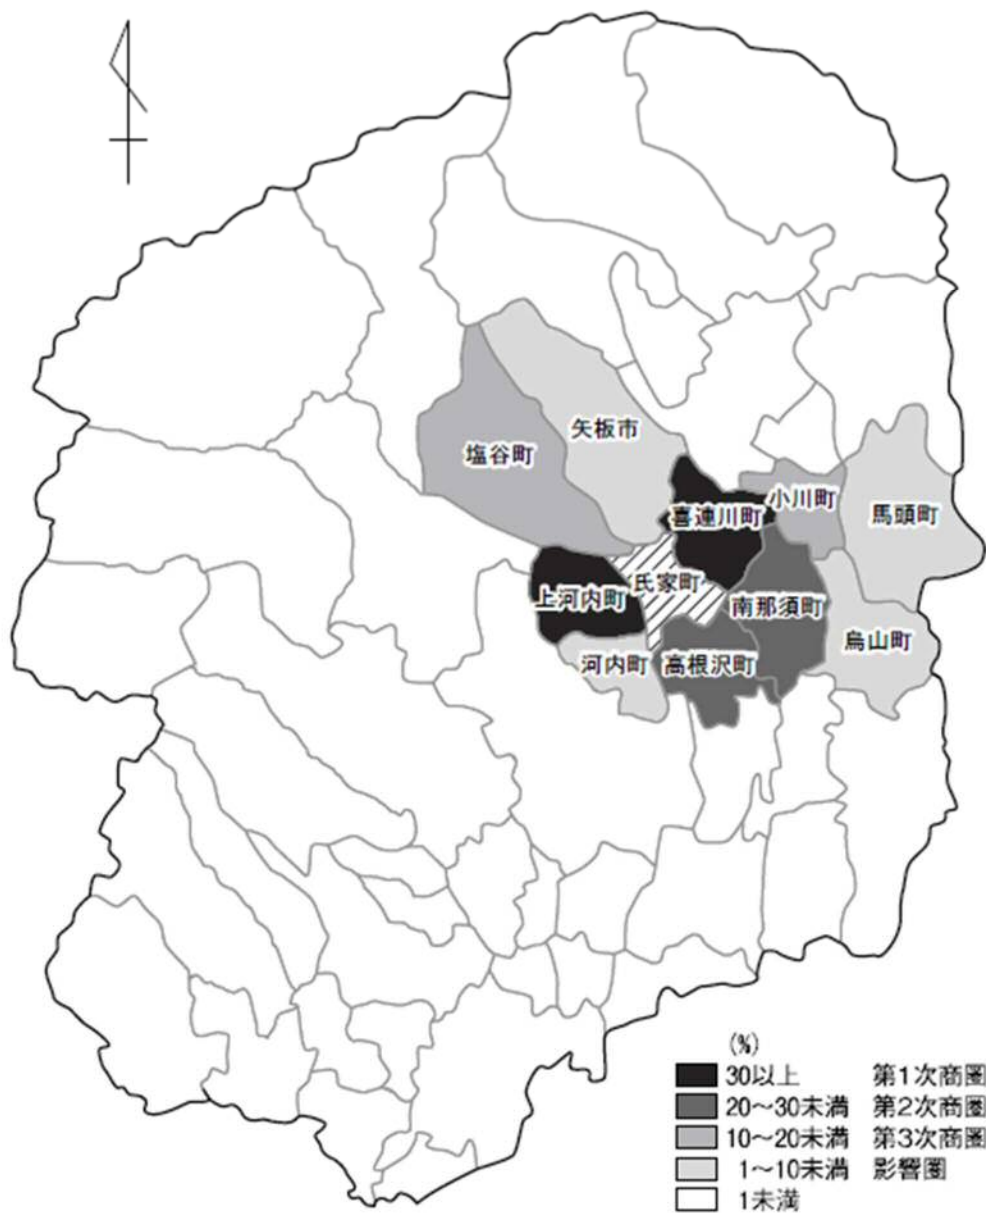 矢板市
塩谷町
小川町
喜連川町
馬頭町
氏家町
上河内町
南那須町
烏山町
河内町
高根沢町
(%)
30以上 第1次商圏
20~30未満 第2次商圏
10~20未満 第3次商圏
1~10未満 影響圏
1未満